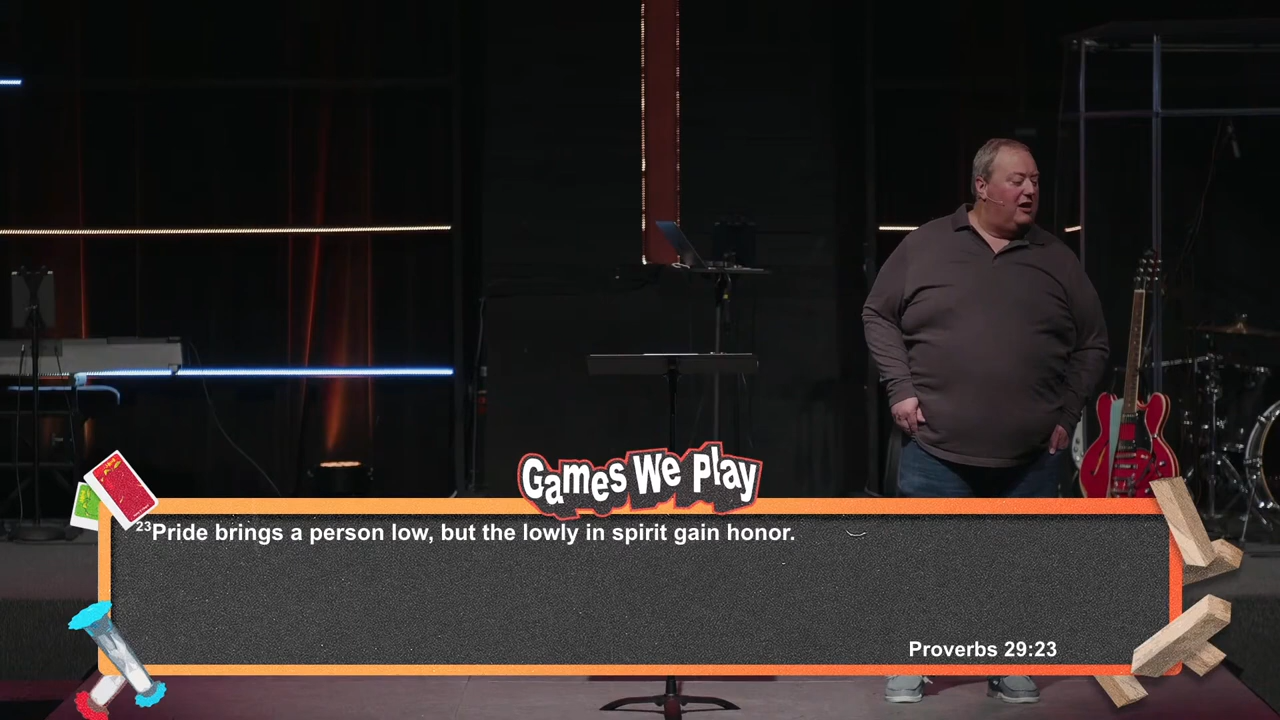 Games We Play
23Pride brings a person low, but the lowly in spirit gain honor.
Proverbs 29:23